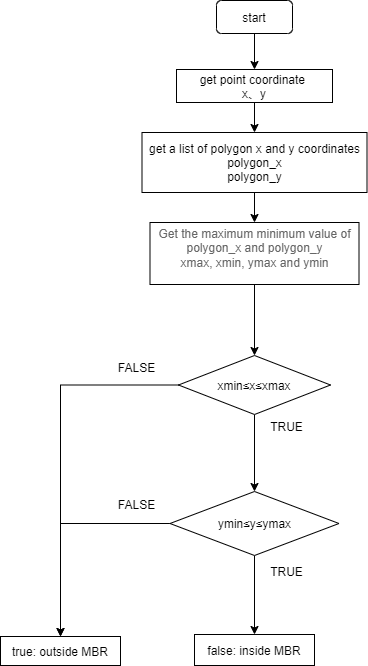 start
get point coordinate
x、y
get a list of polygon x and y coordinates
polygon_x
polygon_y
Get the maximum minimum value of
polygon_x and polygon_y
xmax, xmin, ymax and ymin
FALSE
xmin≤x≤xmax
TRUE
FALSE
ymin≤y≤ymax
TRUE
true: outside MBR
false: inside MBR